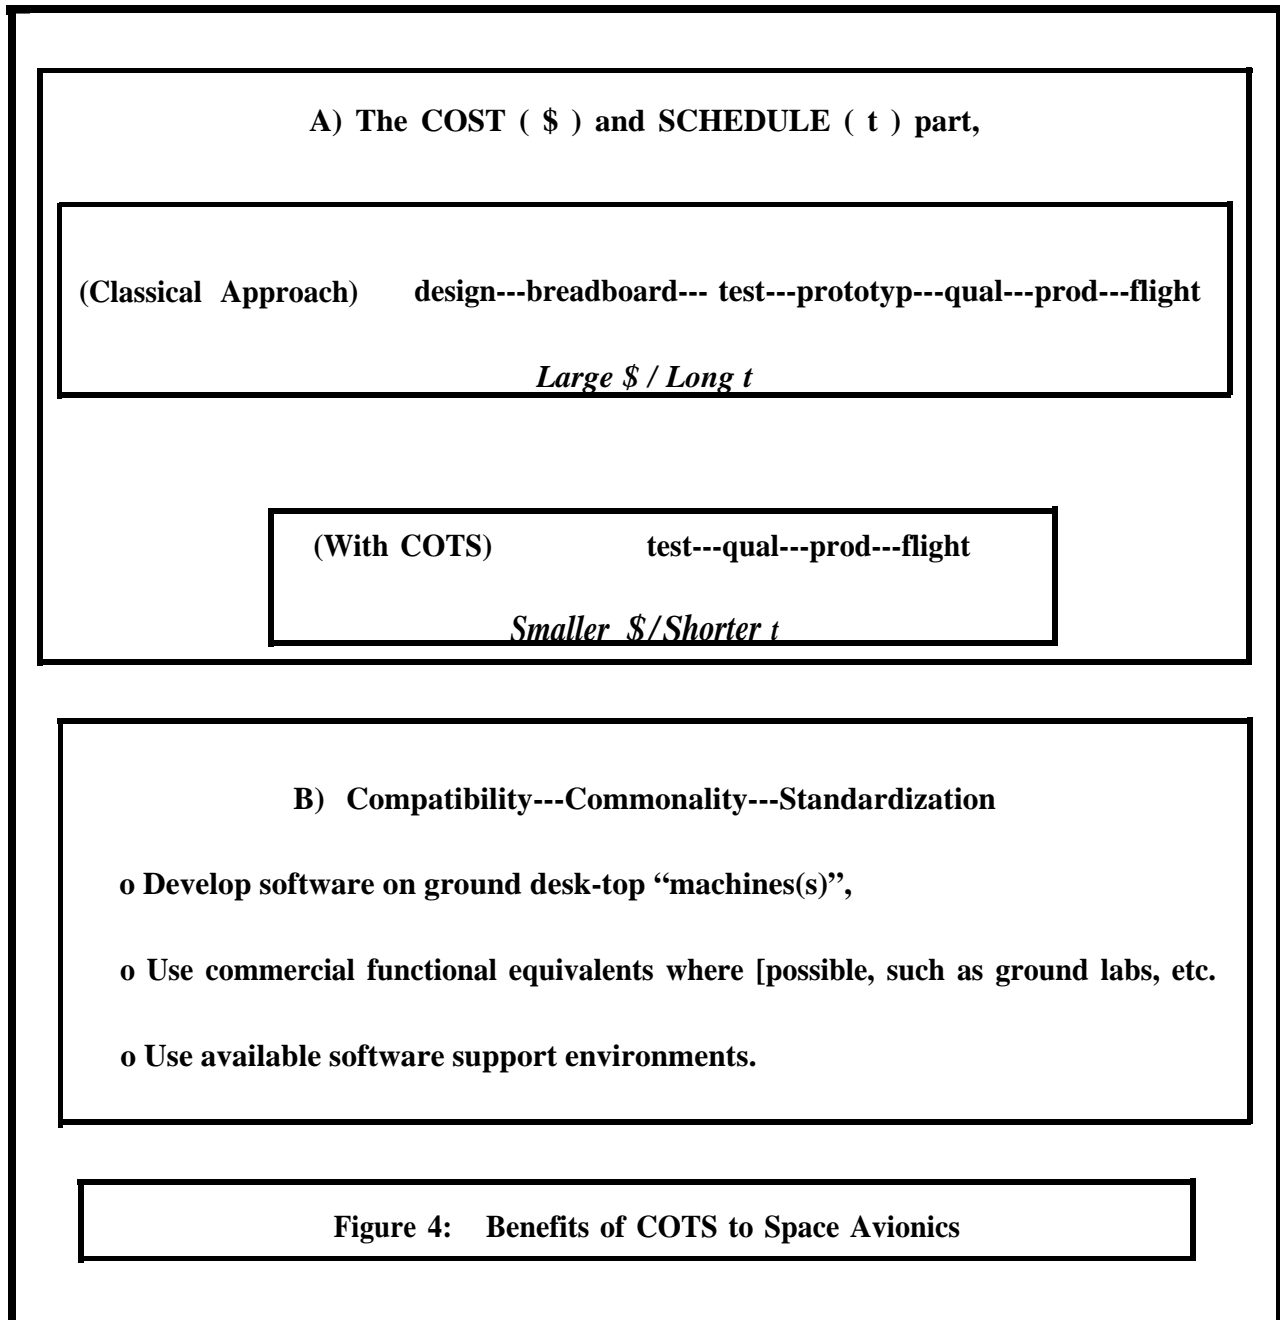 A) The COST ( $ ) and SCHEDULE ( t ) part,
(Classical Approach) design---breadboard--- test---prototyp---qual---prod---flight
Large $ / Long t
(With COTS) test---qual---prod---flight
Smaller $/Shorter t
B) Compatibility---Commonality---Standardization
o Develop software on ground desk-top “machines(s)”,
o Use commercial functional equivalents where [possible, such as ground labs, etc.
o Use available software support environments.
Figure 4: Benefits of COTS to Space Avionics